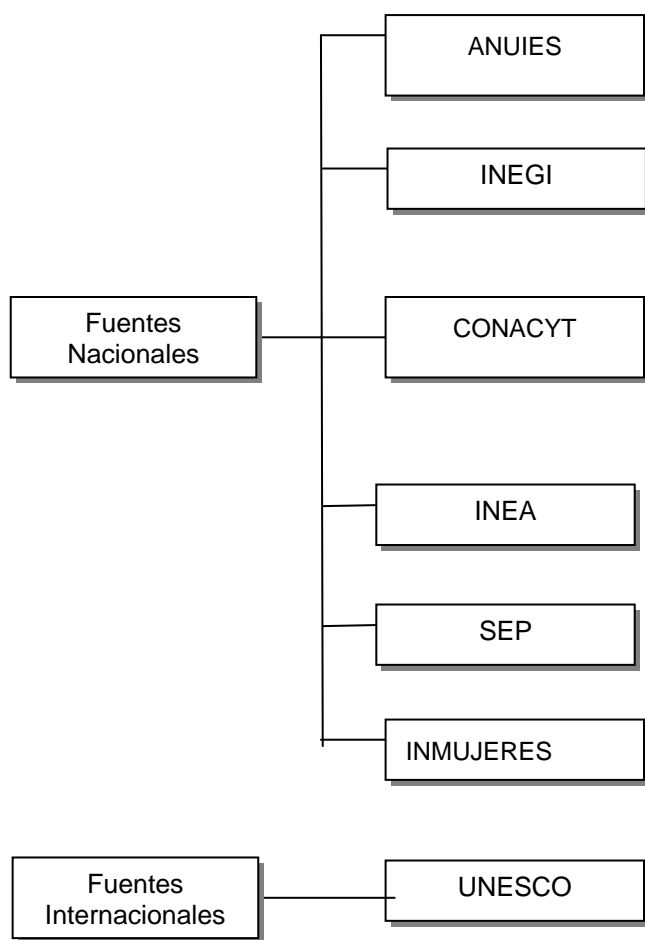 ANUIES
INEGI
Fuentes
Nacionales
CONACYT
INEA
SEP
INMUJERES
Fuentes
Internacionales
UNESCO